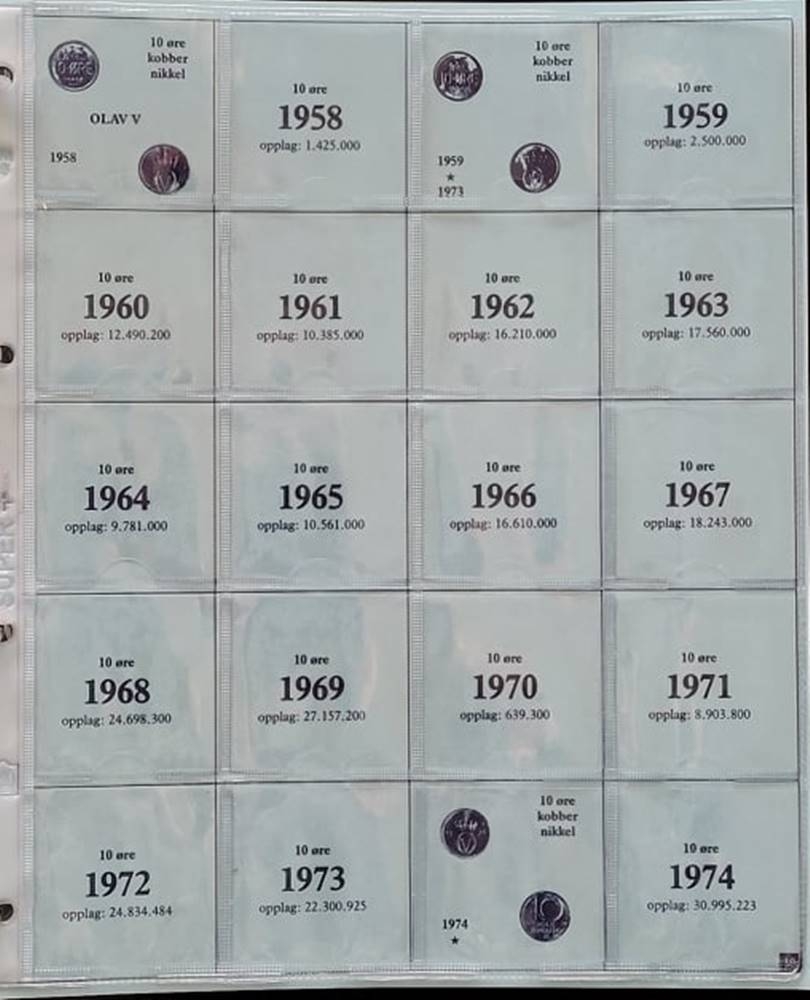 10 øre
kobber
nikkel
OLAV V
1958
10 øre
1958
opplag: 1.425.000
10 øre
kobber
nikkel
1959
★
1973
10 øre
1959
opplag: 2.500.000
10 øre
1960
opplag: 12.490.200
10 øre
1961
opplag: 10.385.000
10 øre
1962
opplag: 16.210.000
10 øre
1963
opplag: 17.560.000
10 øre
1964
opplag: 9.781.000
10 øre
1965
opplag: 10.561.000
10 øre
1966
opplag: 16.610.000
10 øre
1967
opplag: 18.243.000
10 øre
1968
opplag: 24.698.300
10 øre
1969
opplag: 27.157.200
10 øre
1970
opplag: 639.300
10 øre
1971
opplag: 8.903.800
10 øre
1972
opplag: 24.834.484
10 øre
1973
opplag: 22.300.925
10 øre
kobber
nikkel
1974
★
10 øre
1974
opplag: 30.995.223